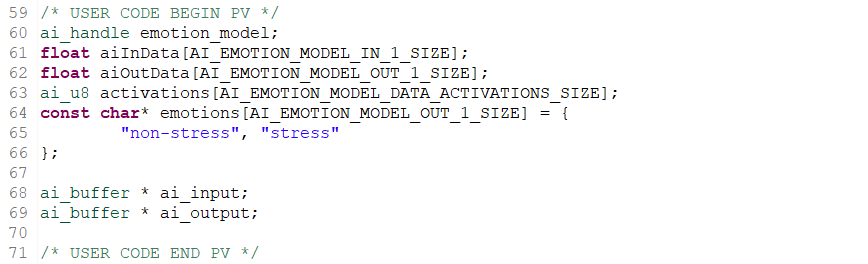 59 /* USER CODE BEGIN PV */
60 ai_handle emotion_model;
61 float aiInData[AI_EMOTION_MODEL_IN_1_SIZE];
62 float aiOutData[AI_EMOTION_MODEL_OUT_1_SIZE];
63 ai_u8 activations[AI_EMOTION_MODEL_DATA_ACTIVATIONS_SIZE];
64 const char* emotions[AI_EMOTION_MODEL_OUT_1_SIZE] = {
65         "non-stress", "stress"
66 };
67
68 ai_buffer * ai_input;
69 ai_buffer * ai_output;
70
71 /* USER CODE END PV */